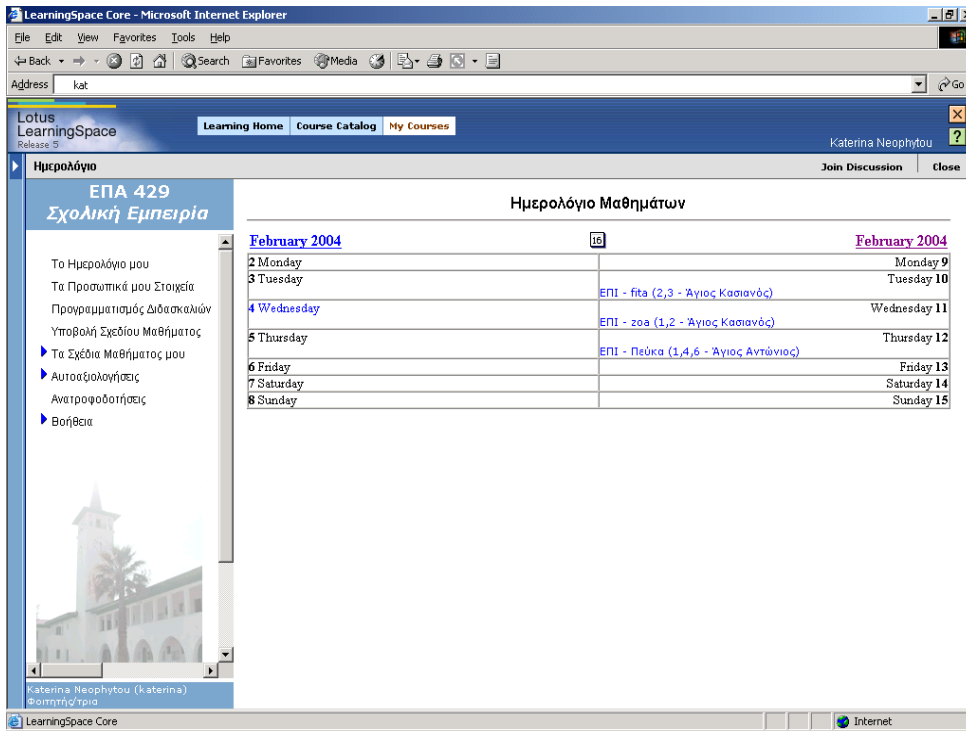 LearningSpace Core - Microsoft Internet Explorer
File Edit View Favorites Tools Help
Back Search Favorites Media
Address kat Go
Lotus
LearningSpace
Release 5
Learning Home Course Catalog My Courses
Katerina Neophytou
?
Ημερολόγιο Join Discussion Close
ΕΠΑ 429
Σχολική Εμπειρία
Το Ημερολόγιο μου
Τα Προσωπικά μου Στοιχεία
Προγραμματισμός Διδασκαλιών
Υποβολή Σχεδίου Μαθήματος
Τα Σχέδια Μαθήματος μου
Αυτοαξιολογήσεις
Ανατροφοδοτήσεις
Βοήθεια
Katerina Neophytou (katerina)
Φοιτητής/τρια
Ημερολόγιο Μαθημάτων
February 2004 16 February 2004
2 Monday Monday 9
3 Tuesday Tuesday 10
ΕΠΙ - fita (2,3 - Άγιος Κασιανός)
4 Wednesday Wednesday 11
ΕΠΙ - zoa (1,2 - Άγιος Κασιανός)
5 Thursday Thursday 12
ΕΠΙ - Πεύκα (1,4,6 - Άγιος Αντώνιος)
6 Friday Friday 13
7 Saturday Saturday 14
8 Sunday Sunday 15
LearningSpace Core Internet